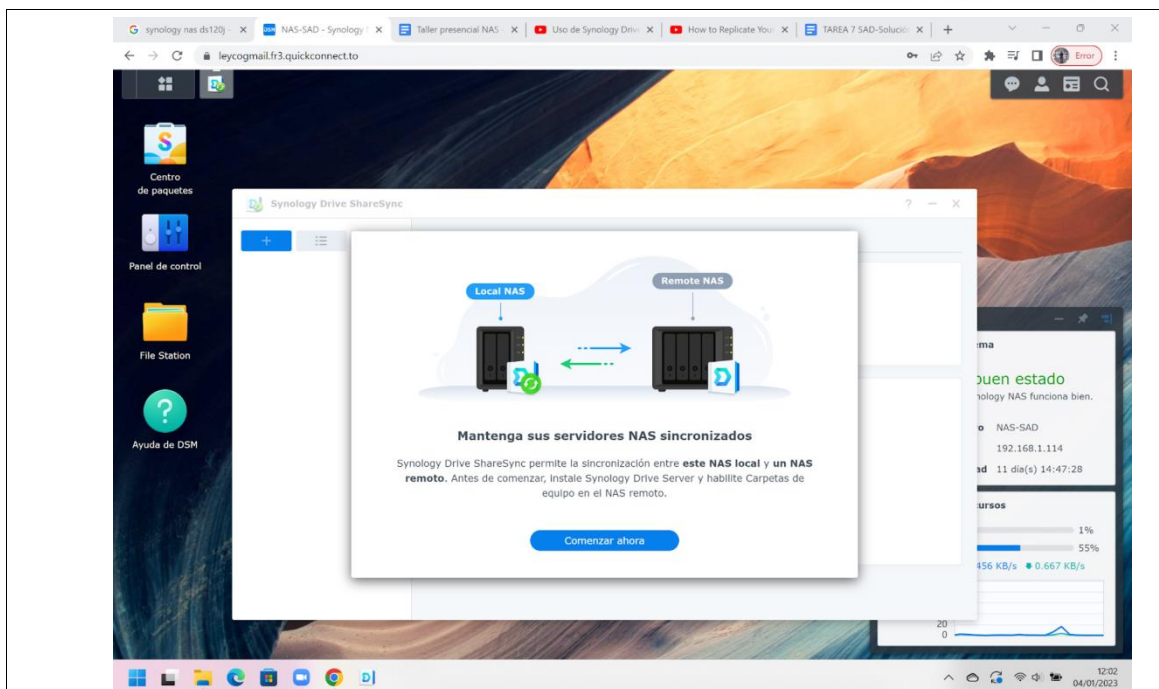 synology nas ds120j -
NAS-SAD - Synology
Taller presencial NAS -
Uso de Synology Driv
How to Replicate You
TAREA 7 SAD-Solució
leycogmail.fr3.quickconnect.to
Error
Centro
de paquetes
Panel de control
File Station
Ayuda de DSM
Synology Drive ShareSync
Local NAS
Remote NAS
Mantenga sus servidores NAS sincronizados
Synology Drive ShareSync permite la sincronización entre este NAS local y un NAS
remoto. Antes de comenzar, instale Synology Drive Server y habilite Carpetas de
equipo en el NAS remoto.
Comenzar ahora
ema
buen estado
nology NAS funciona bien.
o NAS-SAD
192.168.1.114
ad 11 día(s) 14:47:28
ursos
1%
55%
456 KB/s 0.667 KB/s
20
0
12:02
04/01/2023